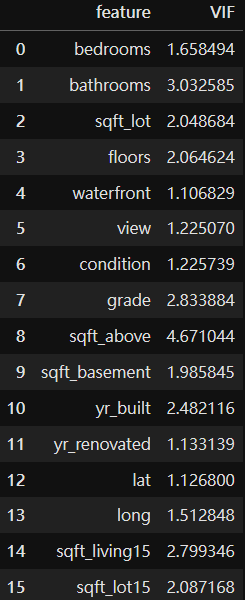 feature VIF
0 bedrooms 1.658494
1 bathrooms 3.032585
2 sqft_lot 2.048684
3 floors 2.064624
4 waterfront 1.106829
5 view 1.225070
6 condition 1.225739
7 grade 2.833884
8 sqft_above 4.671044
9 sqft_basement 1.985845
10 yr_built 2.482116
11 yr_renovated 1.133139
12 lat 1.126800
13 long 1.512848
14 sqft_living15 2.799346
15 sqft_lot15 2.087168